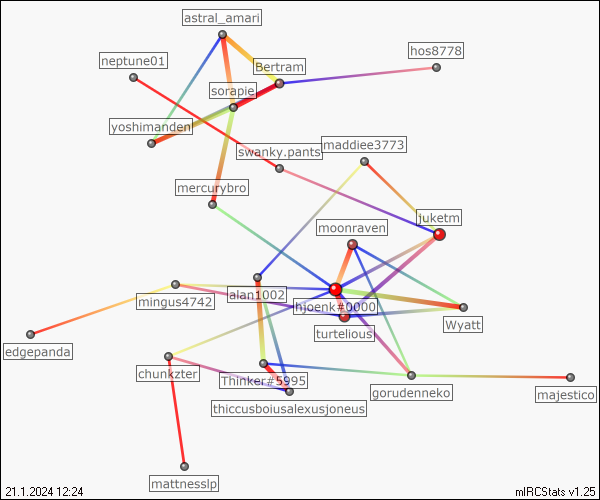 astral_amari
hos8778
neptune01
Bertram
sorapie
yoshimanden
maddiee3773
swanky.pants
mercurybro
juketm
moonraven
alan1002
mingus4742
hjoenk#0000
Wyatt
turtelious
edgepanda
chunkzter
Thinker#5995
gorudenneko
majestico
thiccusboiusalexusjoneus
mattnesslp
21.1.2024 12:24
mIRCStats v1.25